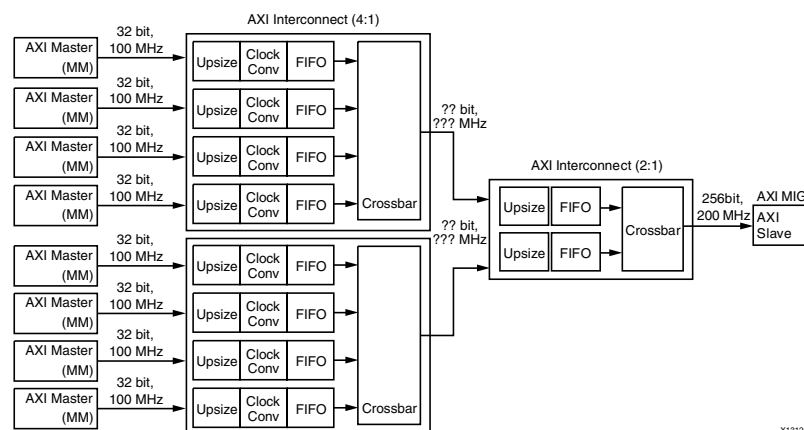 AXI Interconnect (4:1)
AXI Master
(MM)
32 bit,
100 MHz
Upsize
Clock
Conv
FIFO
AXI Master
(MM)
32 bit,
100 MHz
Upsize
Clock
Conv
FIFO
AXI Master
(MM)
32 bit,
100 MHz
Upsize
Clock
Conv
FIFO
AXI Master
(MM)
32 bit,
100 MHz
Upsize
Clock
Conv
FIFO
Crossbar
?? bit,
??? MHz
AXI Interconnect (2:1)
Upsize
FIFO
Upsize
FIFO
Crossbar
256bit,
200 MHz
AXI MIG
AXI
Slave
?? bit,
??? MHz
AXI Master
(MM)
32 bit,
100 MHz
Upsize
Clock
Conv
FIFO
AXI Master
(MM)
32 bit,
100 MHz
Upsize
Clock
Conv
FIFO
AXI Master
(MM)
32 bit,
100 MHz
Upsize
Clock
Conv
FIFO
AXI Master
(MM)
32 bit,
100 MHz
Upsize
Clock
Conv
FIFO
Crossbar